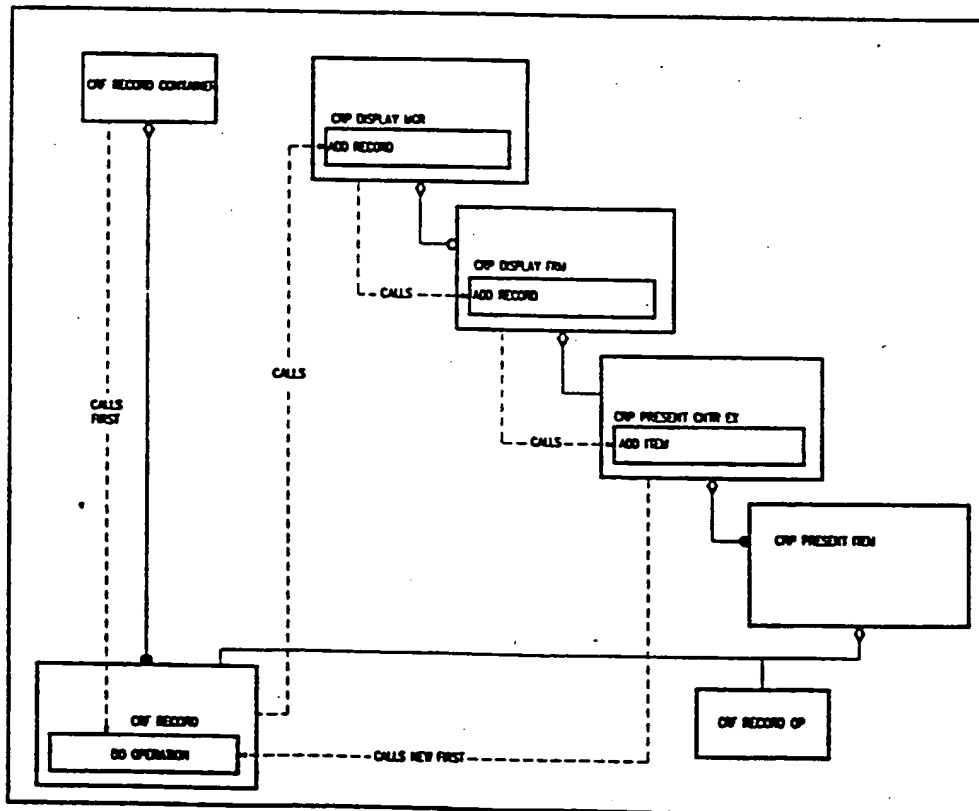 CRF RECORD CONTAINER
CRP DISPLAY MGR
ADD RECORD
CRP DISPLAY FRM
CALLS
ADD RECORD
CALLS
CALLS
FIRST
CRP PRESENT CNTR EX
CALLS
ADD ITEM
CRP PRESENT ITEM
CRF RECORD
CRF RECORD OP
DO OPERATION
CALLS NEW FIRST